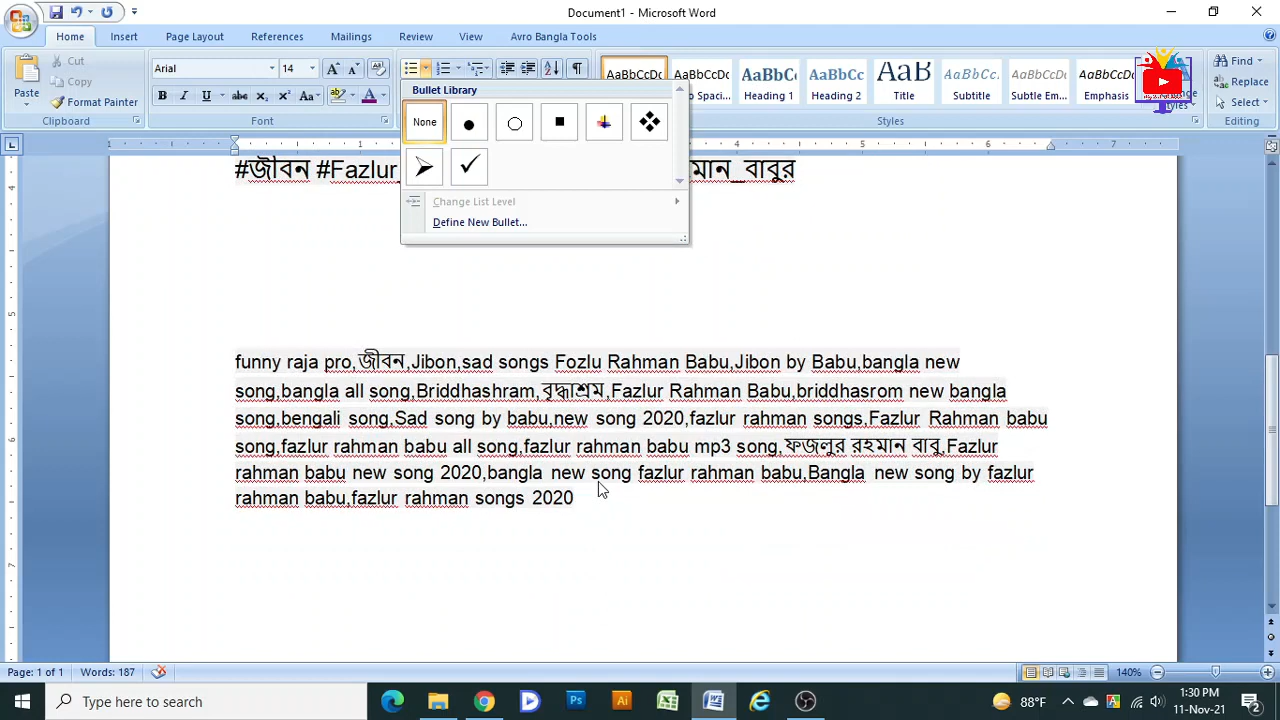 Document1 - Microsoft Word
Home Insert Page Layout References Mailings Review View Avro Bangla Tools
Paste
Cut
Copy
Format Painter
Clipboard
Arial 14
B I U abc x₂ x² Aa
Font
AaBbCcDc AaBbCcDc AaBbC AaBbCc AaB AaBbCc AaBbCcDc AaBbCcDc
Heading 1 Heading 2 Title Subtitle Subtle Em... Emphasis
Styles
Find
Replace
Select
Editing
Bullet Library
None
Change List Level
Define New Bullet...
#জীবন #Fazlur_ মান_বাবুর
funny raja pro,জীবন,Jibon,sad songs Fozlu Rahman Babu,Jibon by Babu,bangla new
song,bangla all song,Briddhashram,বৃদ্ধাশ্রম,Fazlur Rahman Babu,briddhasrom new bangla
song,bengali song,Sad song by babu,new song 2020,fazlur rahman songs,Fazlur Rahman babu
song,fazlur rahman babu all song,fazlur rahman babu mp3 song,ফজলুর রহমান বাবু,Fazlur
rahman babu new song 2020,bangla new song fazlur rahman babu,Bangla new song by fazlur
rahman babu,fazlur rahman songs 2020
Page: 1 of 1 Words: 187 140%
Type here to search
88°F
1:30 PM
11-Nov-21